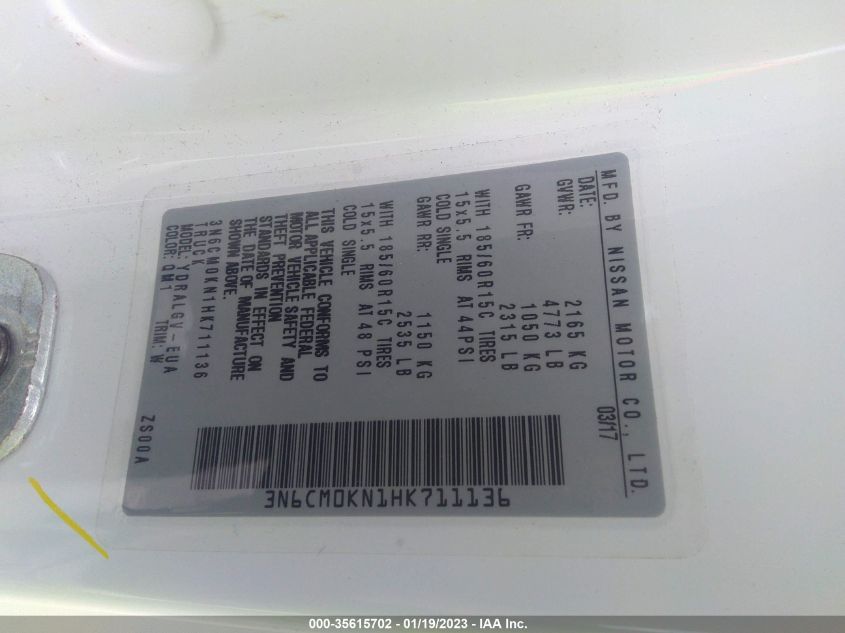 MFD. BY NISSAN MOTOR CO., LTD.
DATE: 03/17
GVWR: 2165 KG
4773 LB
GAWR FR: 1050 KG
2315 LB
WITH 185/60R15C TIRES
15x5.5 RIMS AT 44PSI
COLD SINGLE
GAWR RR: 1150 KG
2535 LB
WITH 185/60R15C TIRES
15x5.5 RIMS AT 48 PSI
COLD SINGLE
THIS VEHICLE CONFORMS TO
ALL APPLICABLE FEDERAL
MOTOR VEHICLE SAFETY AND
THEFT PREVENTION
STANDARDS IN EFFECT ON
THE DATE OF MANUFACTURE
SHOWN ABOVE.
3N6CM0KN1HK711136
TRUCK
MODEL: YDRALGV-EUA
COLOR: QM1 TRIM: W
ZS00A
3N6CM0KN1HK711136
000-35615702 - 01/19/2023 - IAA Inc.